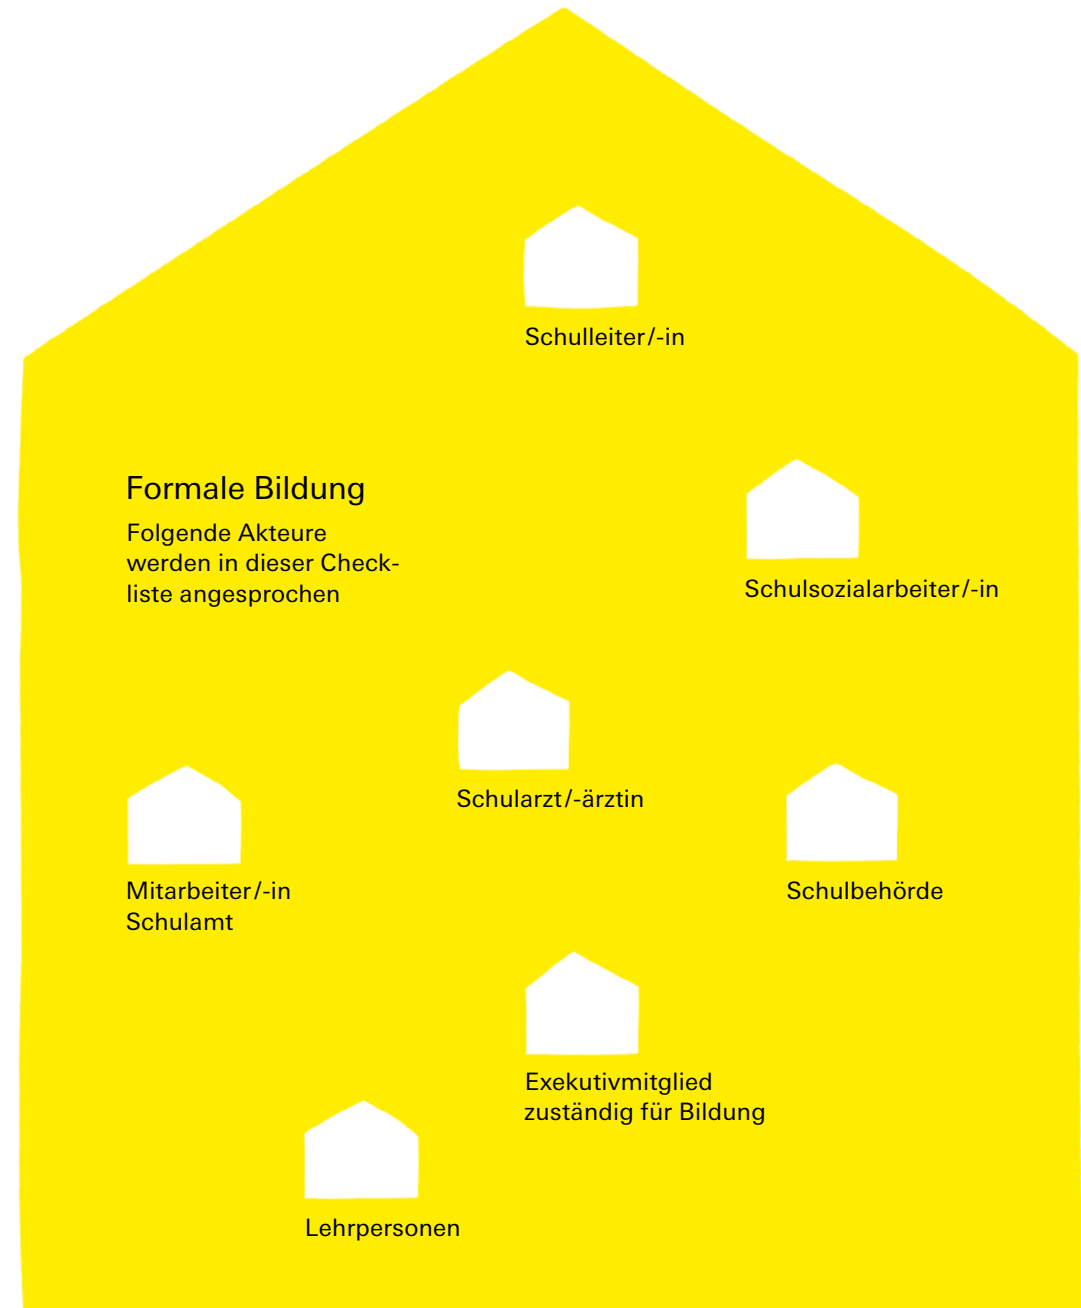 Schulleiter/-in
Formale Bildung
Folgende Akteure
werden in dieser Check-
liste angesprochen
Schulsozialarbeiter/-in
Schularzt/-ärztin
Mitarbeiter/-in
Schulamt
Schulbehörde
Exekutivmitglied
zuständig für Bildung
Lehrpersonen